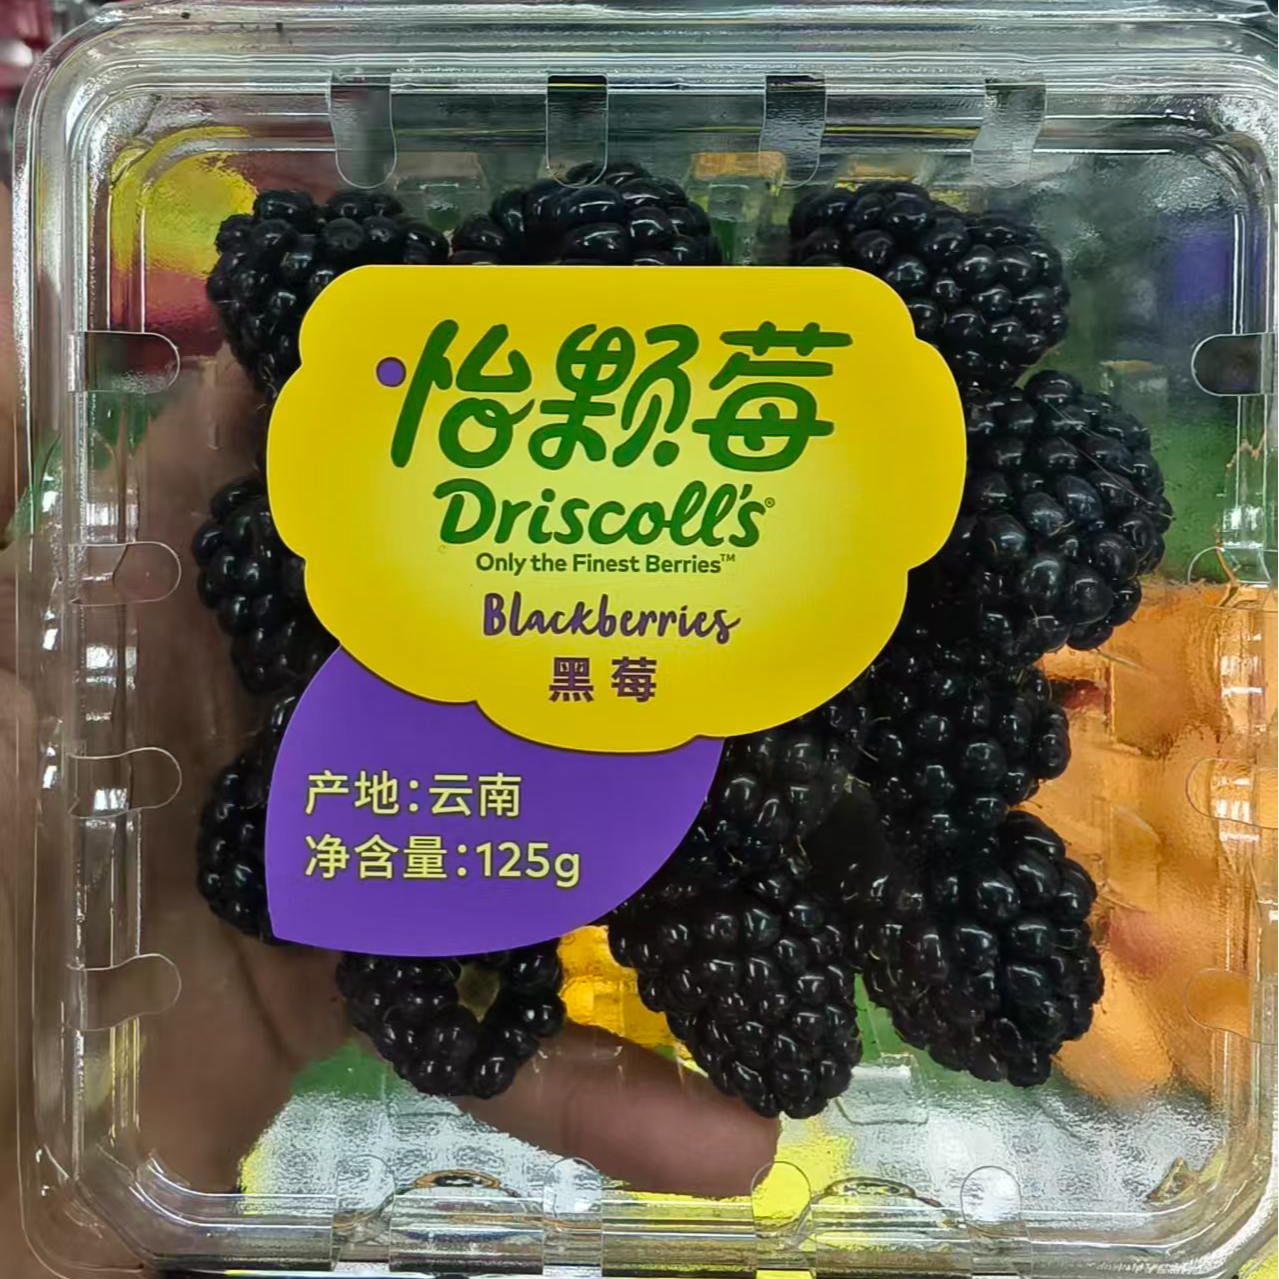 怡颗莓
Driscoll's®
Only the Finest Berries™
Blackberries
黑莓
产地：云南
净含量：125g